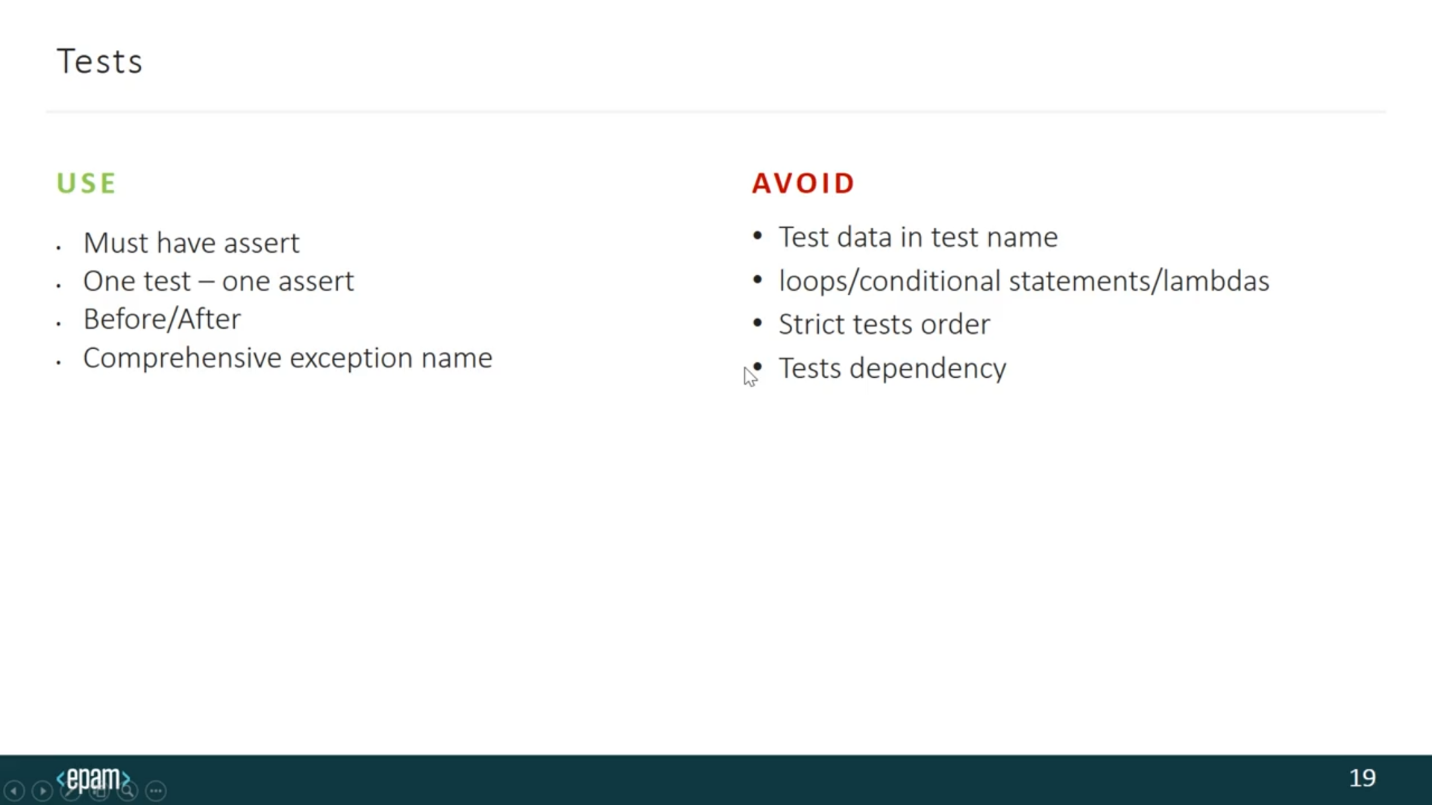 Tests
USE
• Must have assert
• One test – one assert
• Before/After
• Comprehensive exception name
AVOID
• Test data in test name
• loops/conditional statements/lambdas
• Strict tests order
• Tests dependency
<epam>
19